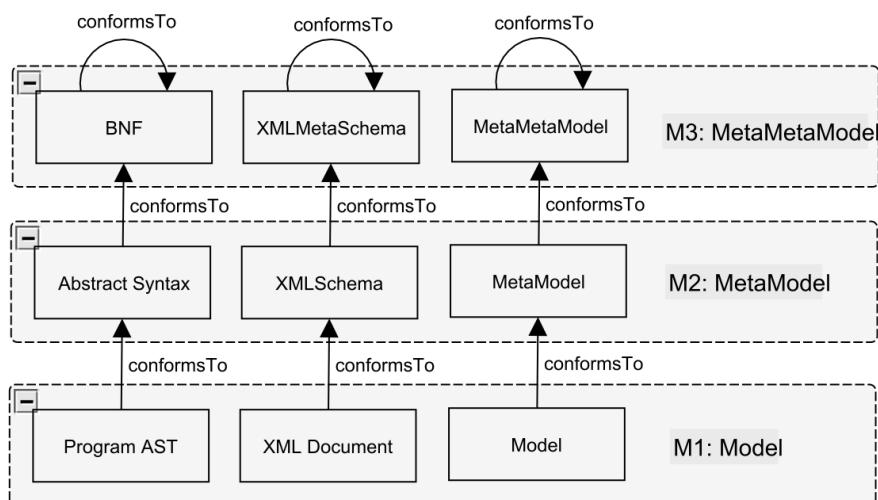 conformsTo conformsTo conformsTo
BNF XMLMetaSchema MetaMetaModel M3: MetaMetaModel
conformsTo conformsTo conformsTo
Abstract Syntax XMLSchema MetaModel M2: MetaModel
conformsTo conformsTo conformsTo
Program AST XML Document Model M1: Model